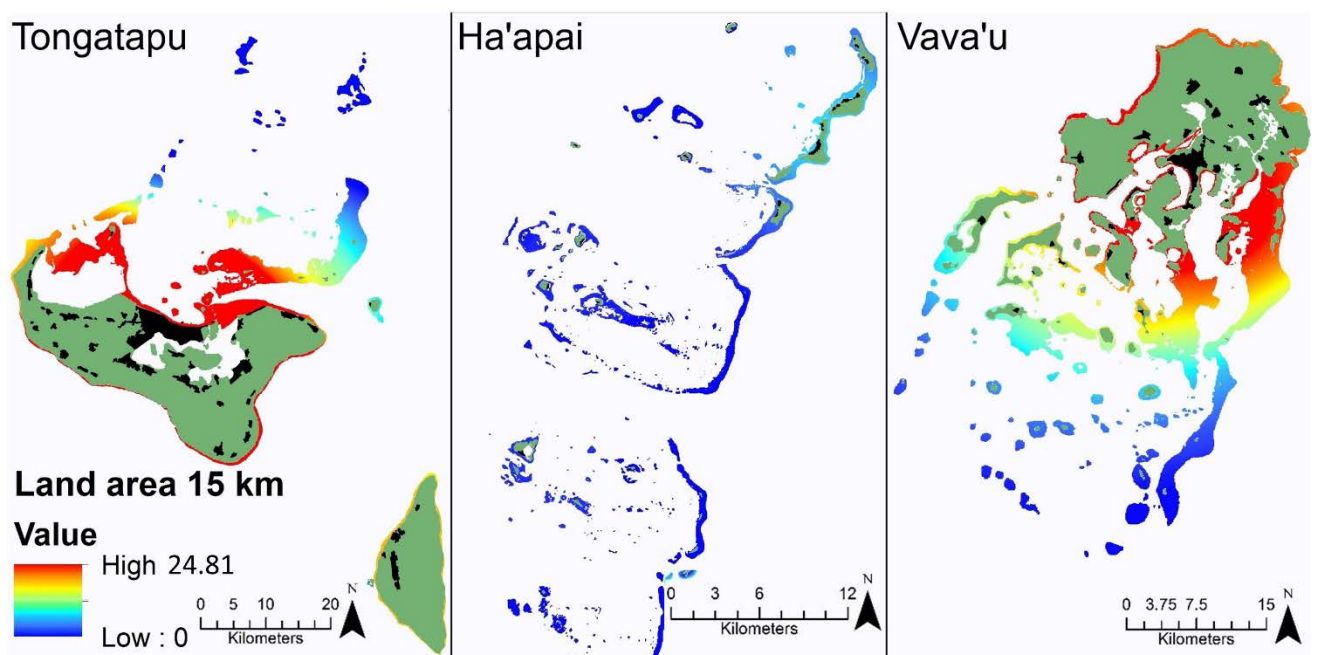 Tongatapu
Ha'apai
Vava'u
Land area 15 km
Value
High 24.81
Low : 0
0 5 10 20
Kilometers
N
0 3 6 12
Kilometers
N
0 3.75 7.5 15
Kilometers
N